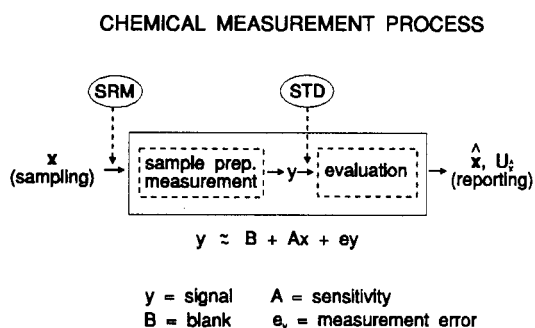 CHEMICAL MEASUREMENT PROCESS
SRM STD
x sample prep. y evaluation x̂, Ux̂
(sampling) measurement (reporting)
y ≈ B + Ax + ey
y = signal A = sensitivity
B = blank ey = measurement error